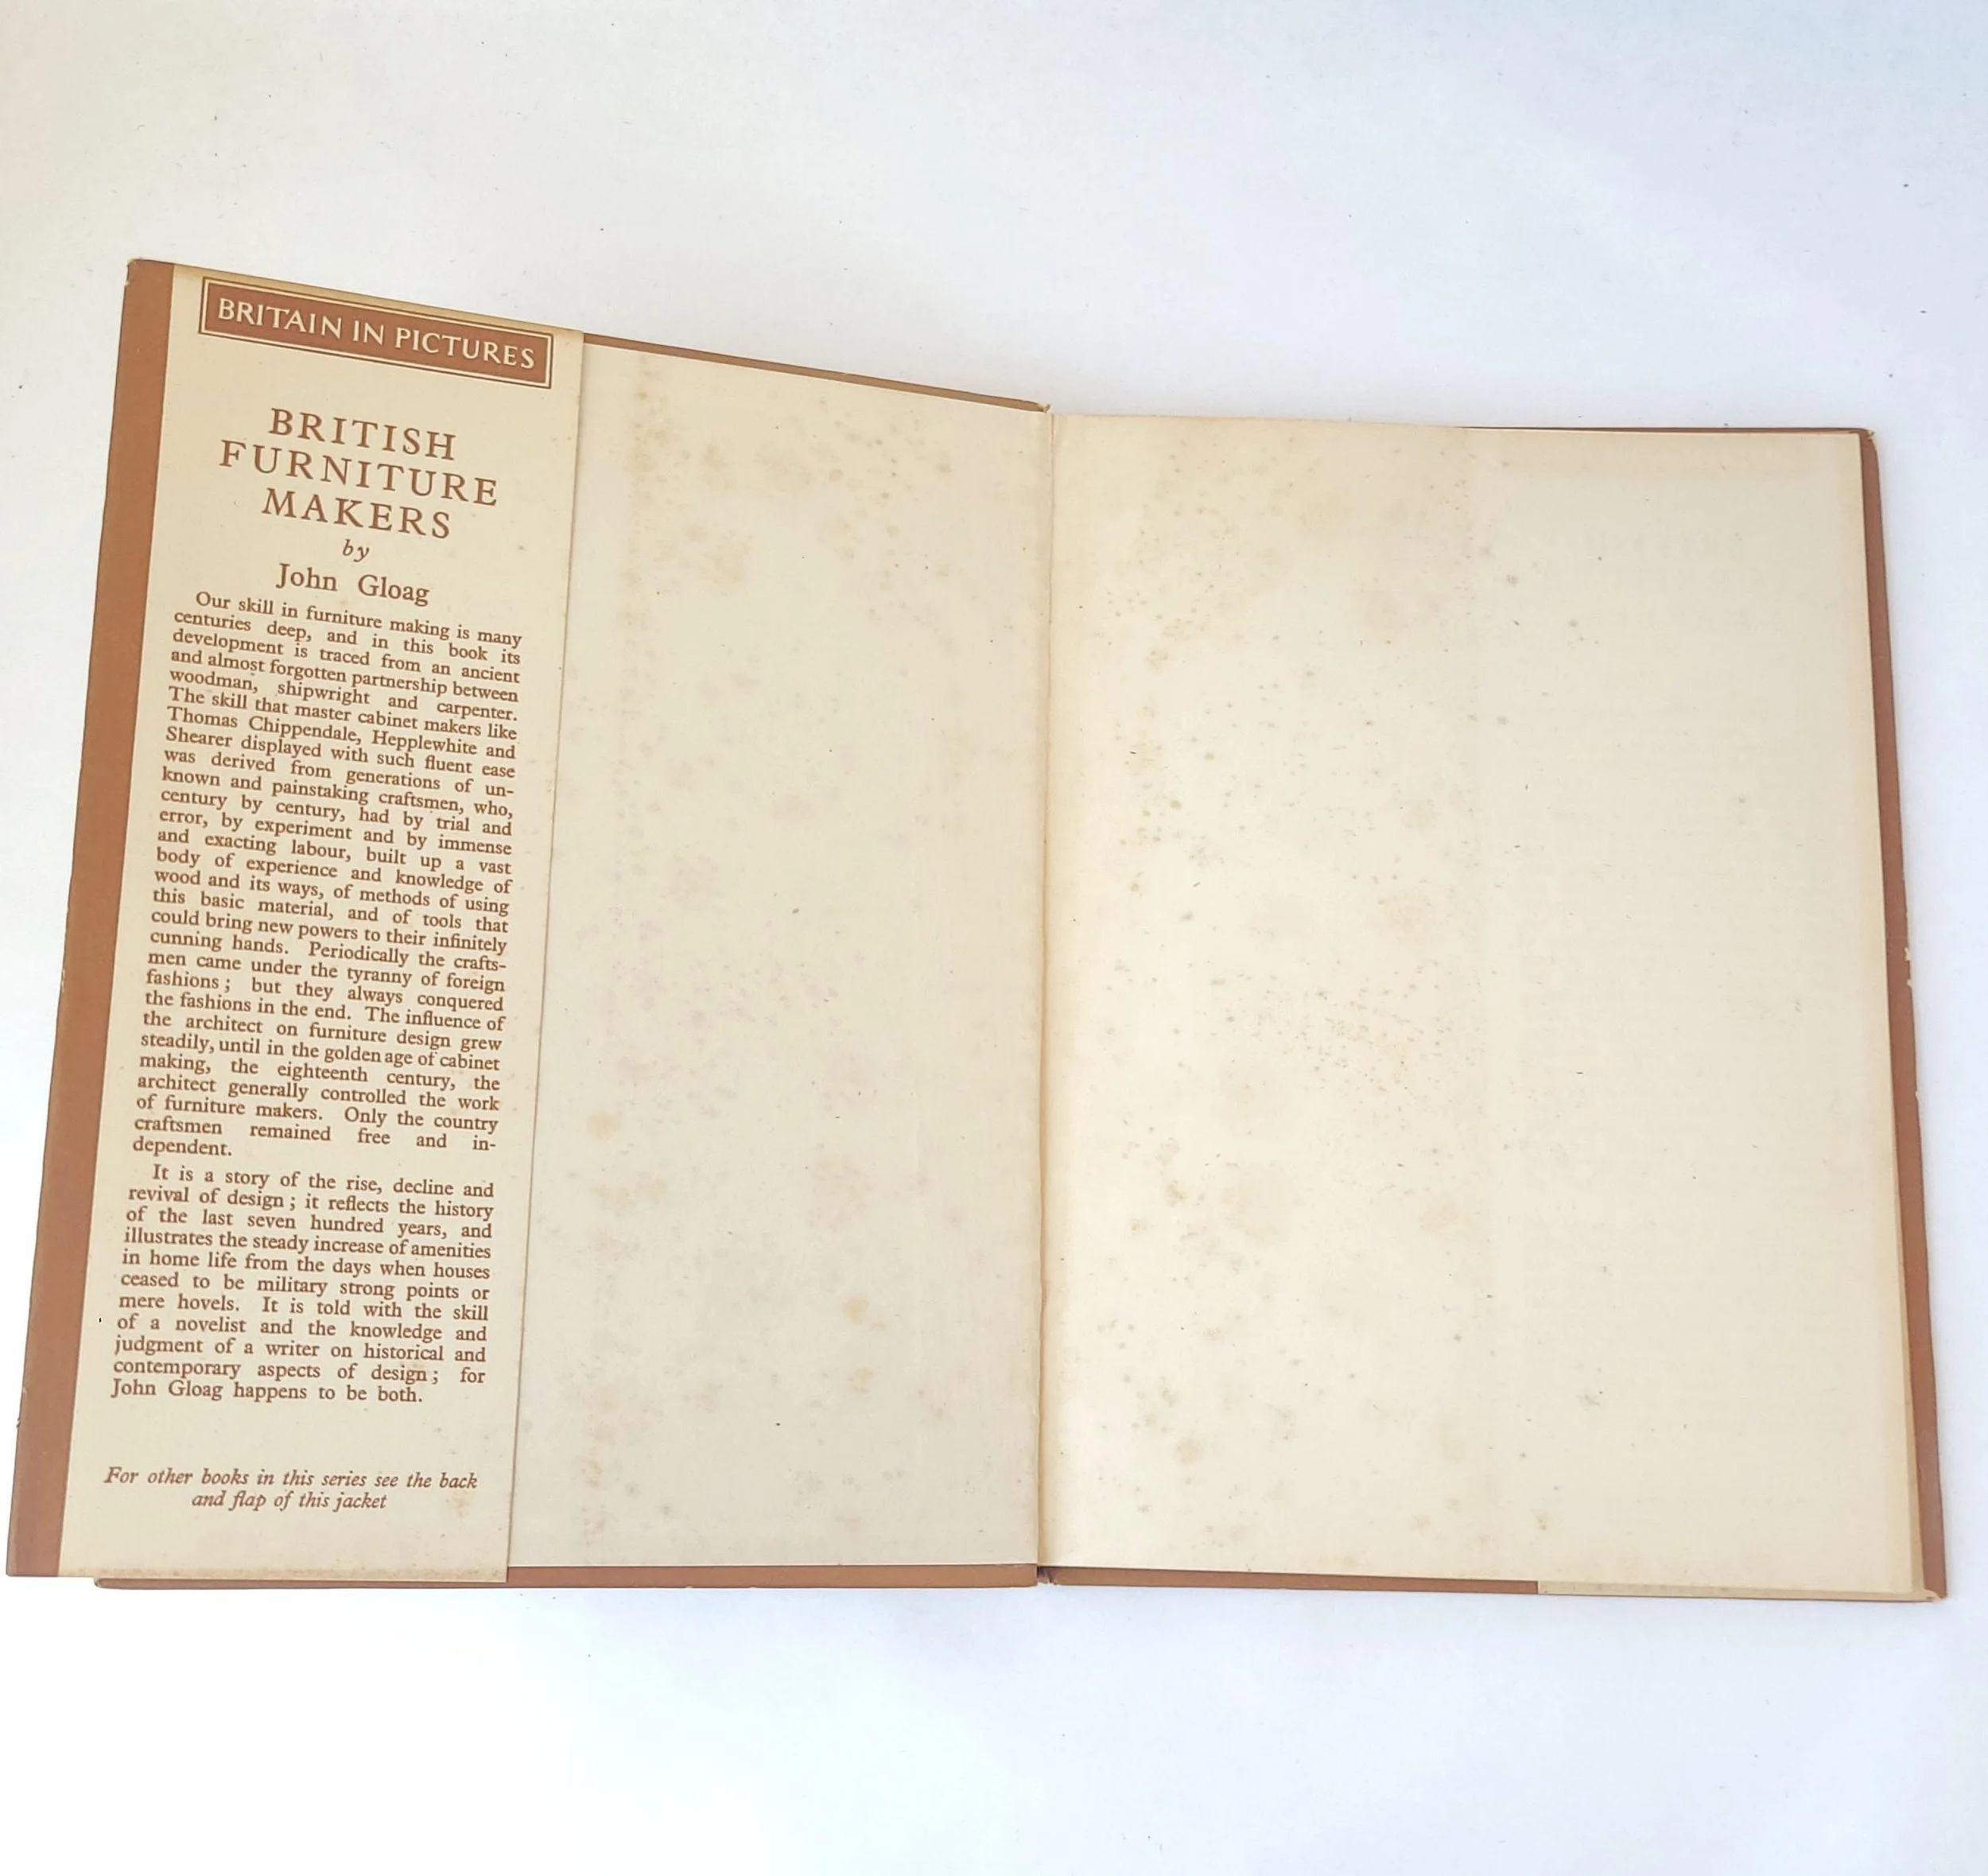 BRITAIN IN PICTURES
BRITISH
FURNITURE
MAKERS
by
John Gloag
Our skill in furniture making is many
centuries deep, and in this book its
development is traced from an ancient
and almost forgotten partnership between
woodman, shipwright and carpenter.
The skill that master cabinet makers like
Thomas Chippendale, Hepplewhite and
Shearer displayed with such fluent ease
was derived from generations of un-
known and painstaking craftsmen, who,
century by century, had by trial and
error, by experiment and by immense
and exacting labour, built up a vast
body of experience and knowledge of
wood and its ways, of methods of using
this basic material, and of tools that
could bring new powers to their infinitely
cunning hands. Periodically the crafts-
men came under the tyranny of foreign
fashions; but they always conquered
the fashions in the end. The influence of
the architect on furniture design grew
steadily, until in the golden age of cabinet
making, the eighteenth century, the
architect generally controlled the work
of furniture makers. Only the country
craftsmen remained free and in-
dependent.
It is a story of the rise, decline and
revival of design; it reflects the history
of the last seven hundred years, and
illustrates the steady increase of amenities
in home life from the days when houses
ceased to be military strong points or
mere hovels. It is told with the skill
of a novelist and the knowledge and
judgment of a writer on historical and
contemporary aspects of design; for
John Gloag happens to be both.
For other books in this series see the back
and flap of this jacket